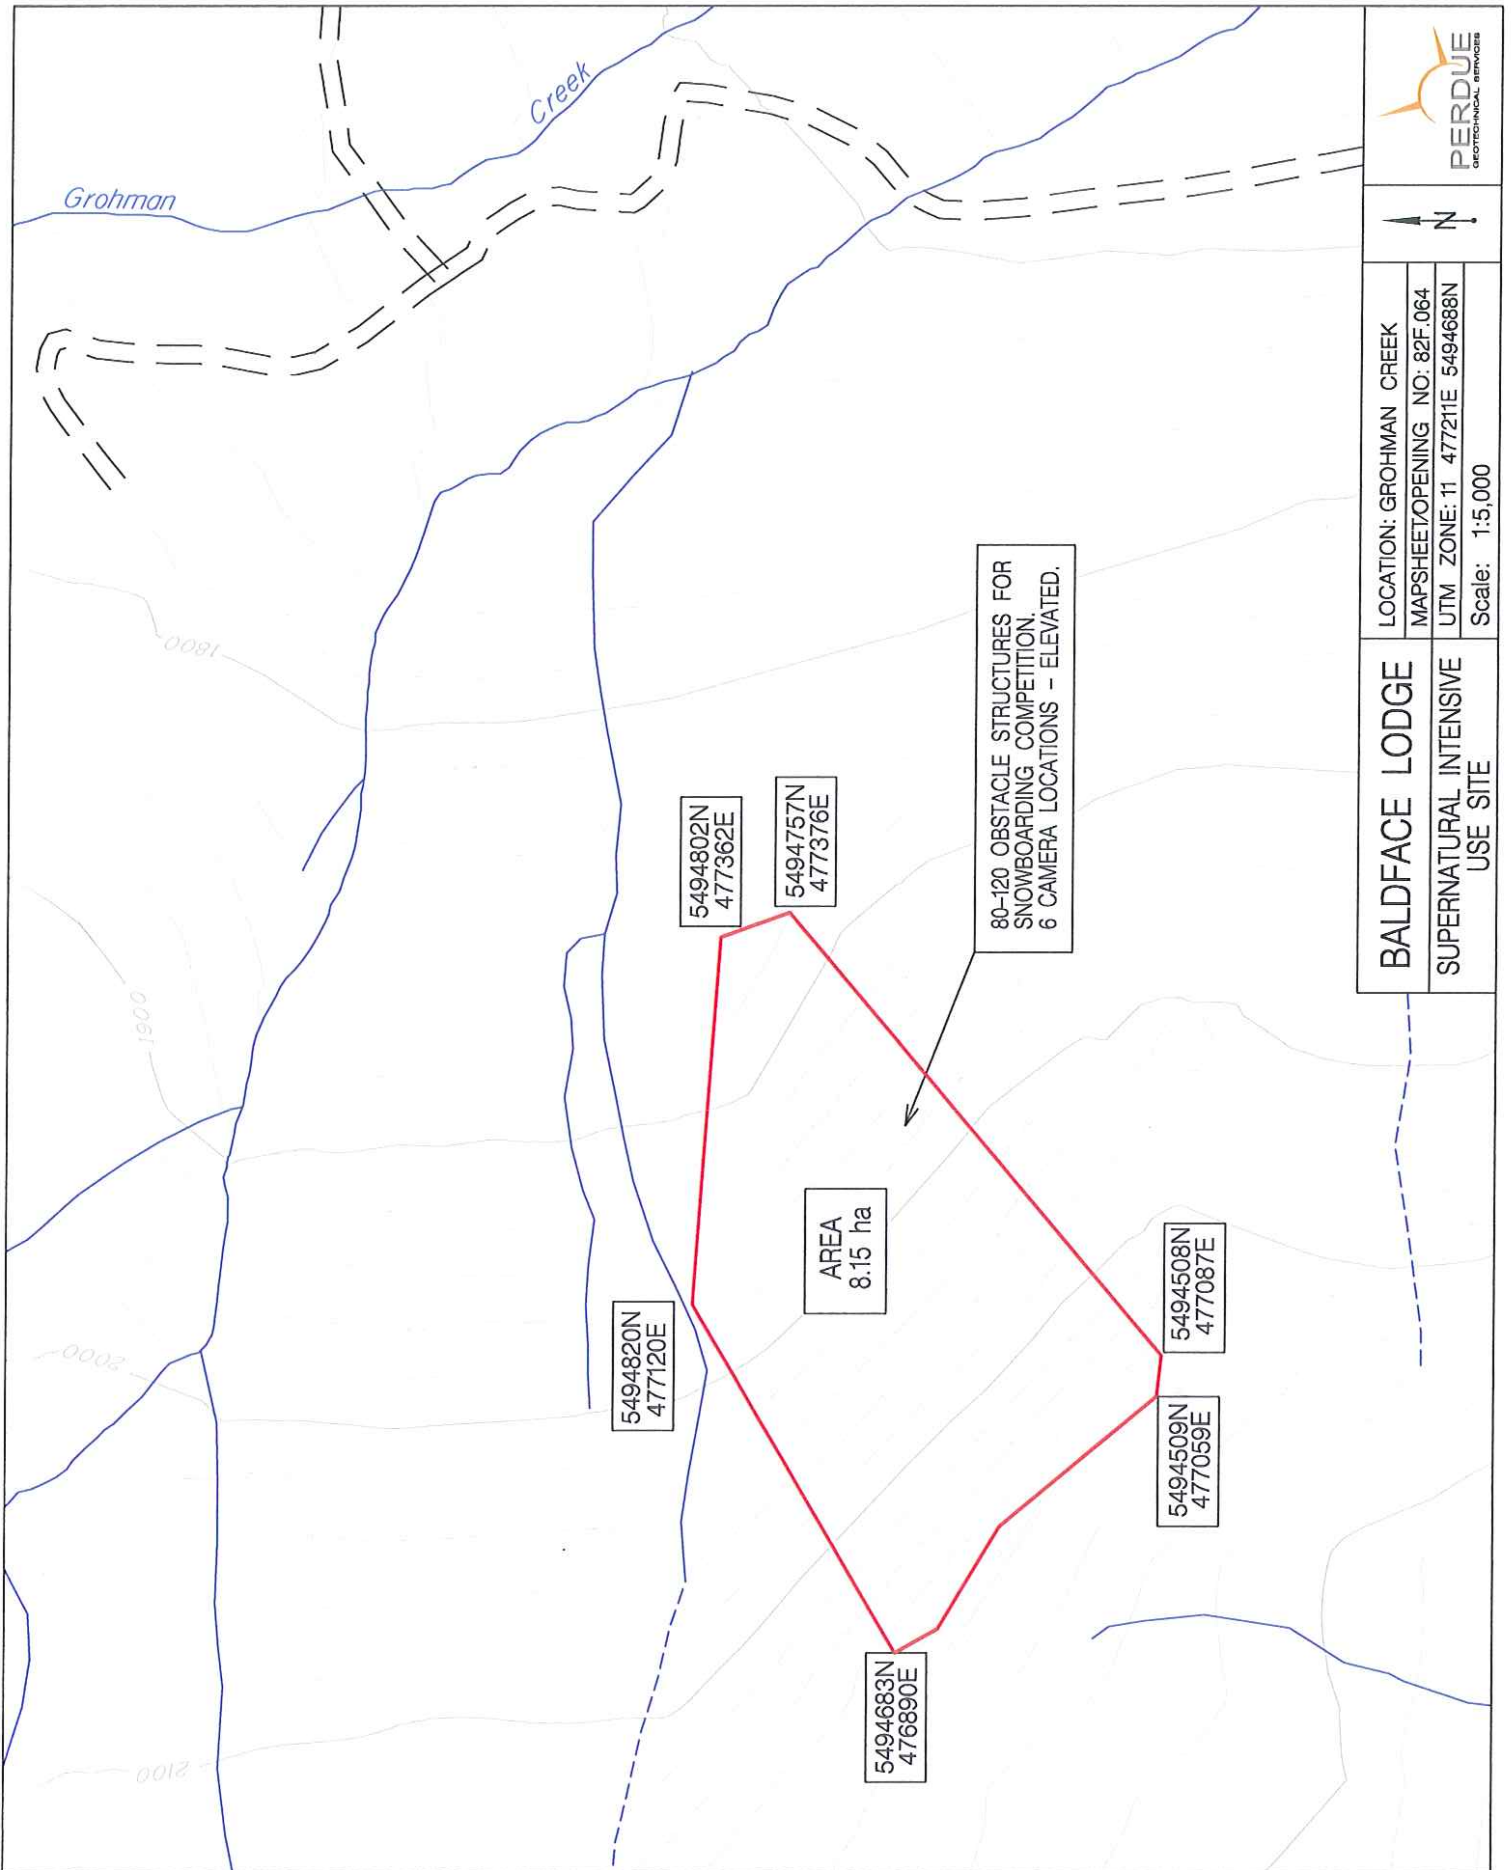 Grohman
Creek
1800
1900
2000
2100
5494802N
477362E
5494757N
477376E
80-120 OBSTACLE STRUCTURES FOR
SNOWBOARDING COMPETITION.
6 CAMERA LOCATIONS - ELEVATED.
5494820N
477120E
AREA
8.15 ha
5494508N
477087E
5494509N
477059E
5494683N
476890E
BALDFACE LODGE
SUPERNATURAL INTENSIVE
USE SITE
LOCATION: GROHMAN CREEK
MAPSHEET/OPENING NO: 82F.064
UTM ZONE: 11 477211E 5494688N
Scale: 1:5,000
N
PERDUE
GEOTECHNICAL SERVICES